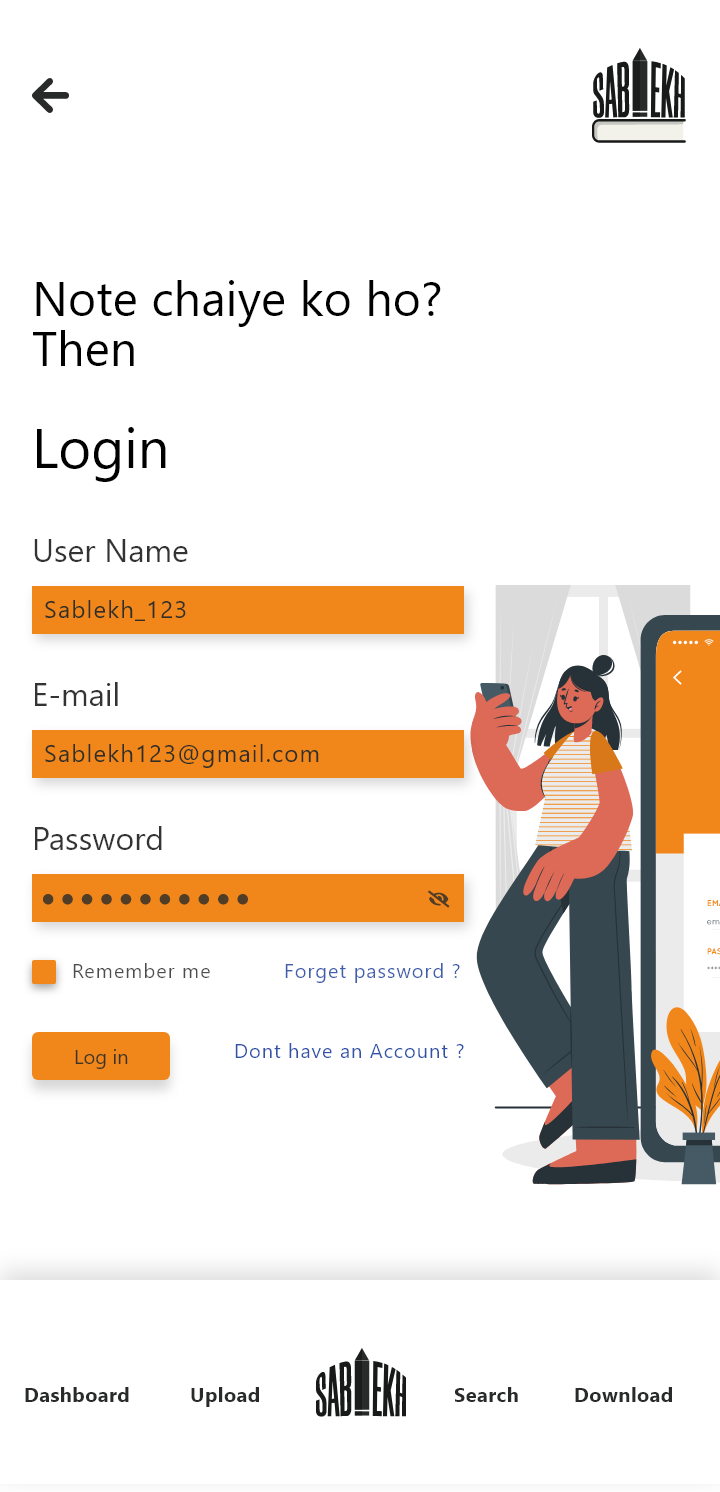 SABLEKH
Note chaiye ko ho?
Then
Login
User Name
Sablekh_123
E-mail
Sablekh123@gmail.com
Password
Remember me
Forget password ?
Log in
Dont have an Account ?
Dashboard
Upload
SABLEKH
Search
Download